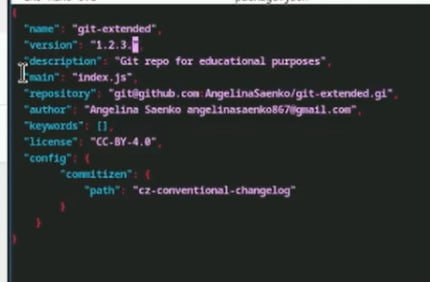 {
"name": "git-extended",
"version": "1.2.3.",
"description": "Git repo for educational purposes",
"main": "index.js",
"repository": "git@github.com:AngelinaSaenko/git-extended.gi",
"author": "Angelina Saenko angelinasaenko867@gmail.com",
"keywords": [],
"license": "CC-BY-4.0",
"config": {
"commitizen": {
"path": "cz-conventional-changelog"
}
}
}